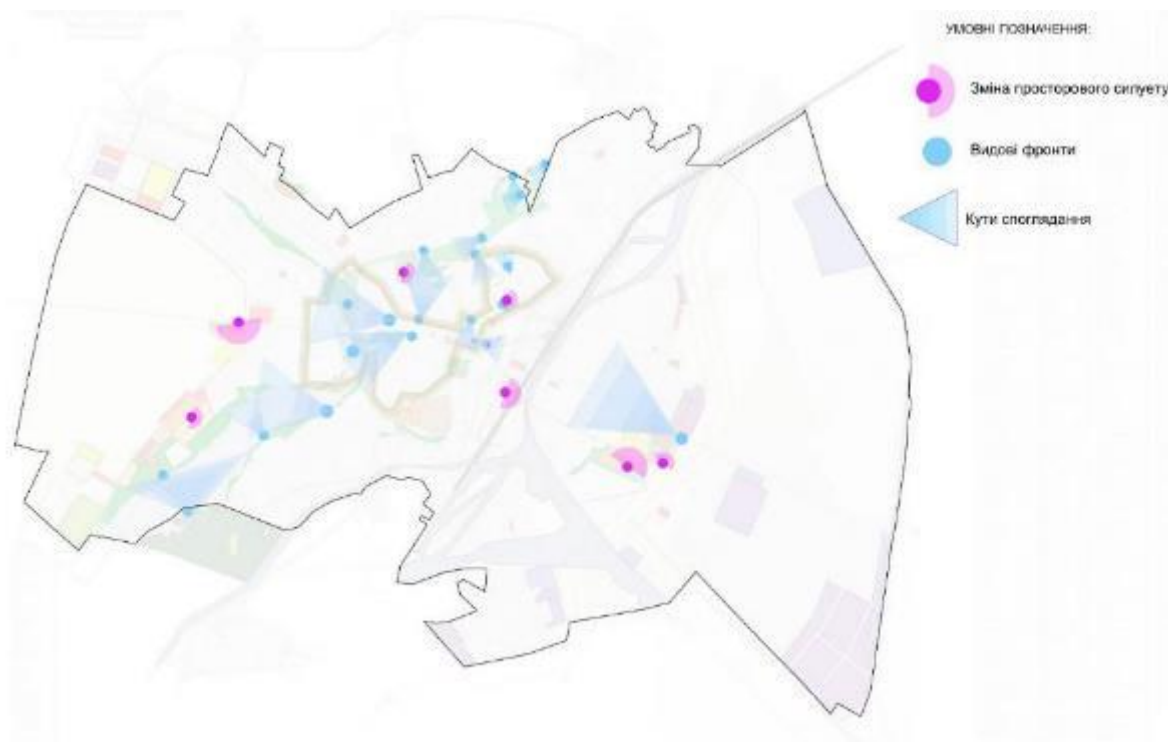 УМОВНІ ПОЗНАЧЕННЯ:
Зміна просторового силуету
Видові фронти
Кути споглядання